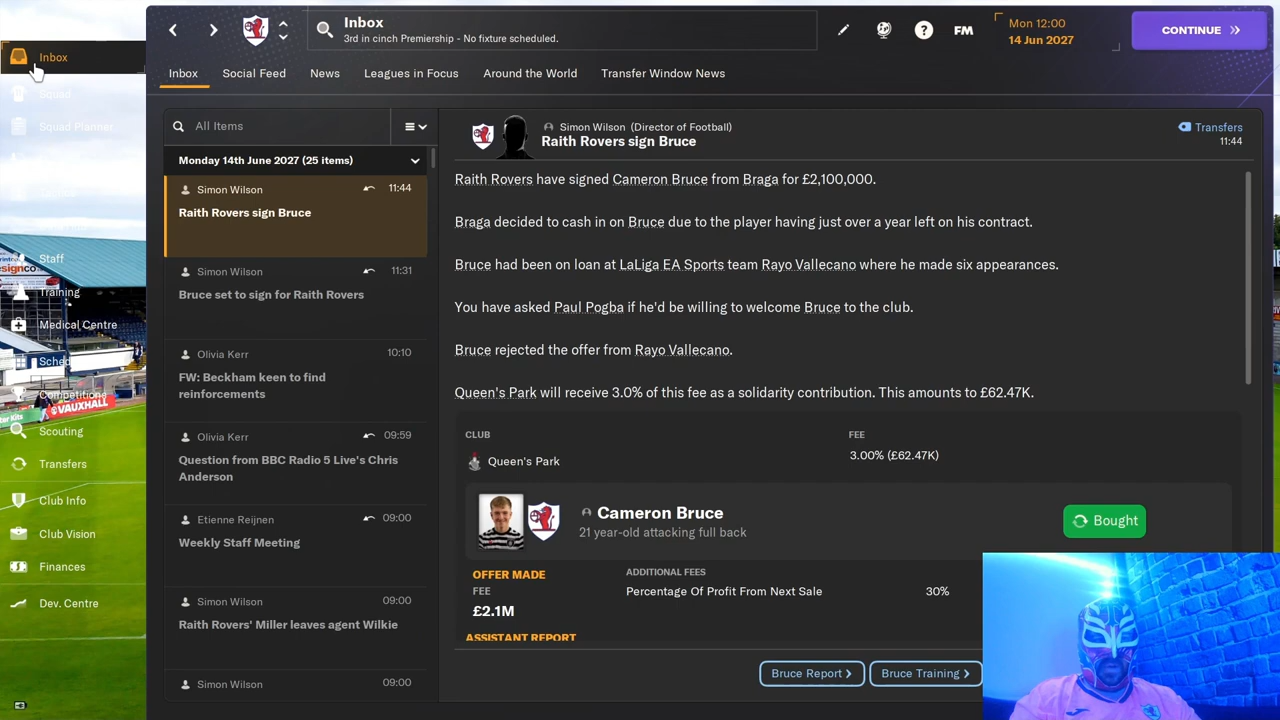 Inbox
3rd in cinch Premiership - No fixture scheduled.
FM
Mon 12:00
14 Jun 2027
CONTINUE
Inbox
Squad
Squad Planner
Staff
Training
Medical Centre
Sched
Competitions
VAUXHALL
Scouting
Transfers
Club Info
Club Vision
Finances
Dev. Centre
Inbox
Social Feed
News
Leagues in Focus
Around the World
Transfer Window News
All Items
Monday 14th June 2027 (25 items)
Simon Wilson
11:44
Raith Rovers sign Bruce
Simon Wilson
11:31
Bruce set to sign for Raith Rovers
Olivia Kerr
10:10
FW: Beckham keen to find
reinforcements
Olivia Kerr
09:59
Question from BBC Radio 5 Live's Chris
Anderson
Etienne Reijnen
09:00
Weekly Staff Meeting
Simon Wilson
09:00
Raith Rovers' Miller leaves agent Wilkie
Simon Wilson
09:00
Simon Wilson (Director of Football)
Raith Rovers sign Bruce
Transfers
11:44
Raith Rovers have signed Cameron Bruce from Braga for £2,100,000.
Braga decided to cash in on Bruce due to the player having just over a year left on his contract.
Bruce had been on loan at LaLiga EA Sports team Rayo Vallecano where he made six appearances.
You have asked Paul Pogba if he'd be willing to welcome Bruce to the club.
Bruce rejected the offer from Rayo Vallecano.
Queen's Park will receive 3.0% of this fee as a solidarity contribution. This amounts to £62.47K.
CLUB
FEE
Queen's Park
3.00% (£62.47K)
Cameron Bruce
21 year-old attacking full back
Bought
OFFER MADE
FEE
£2.1M
ADDITIONAL FEES
Percentage Of Profit From Next Sale
30%
ASSISTANT REPORT
Bruce Report
Bruce Training